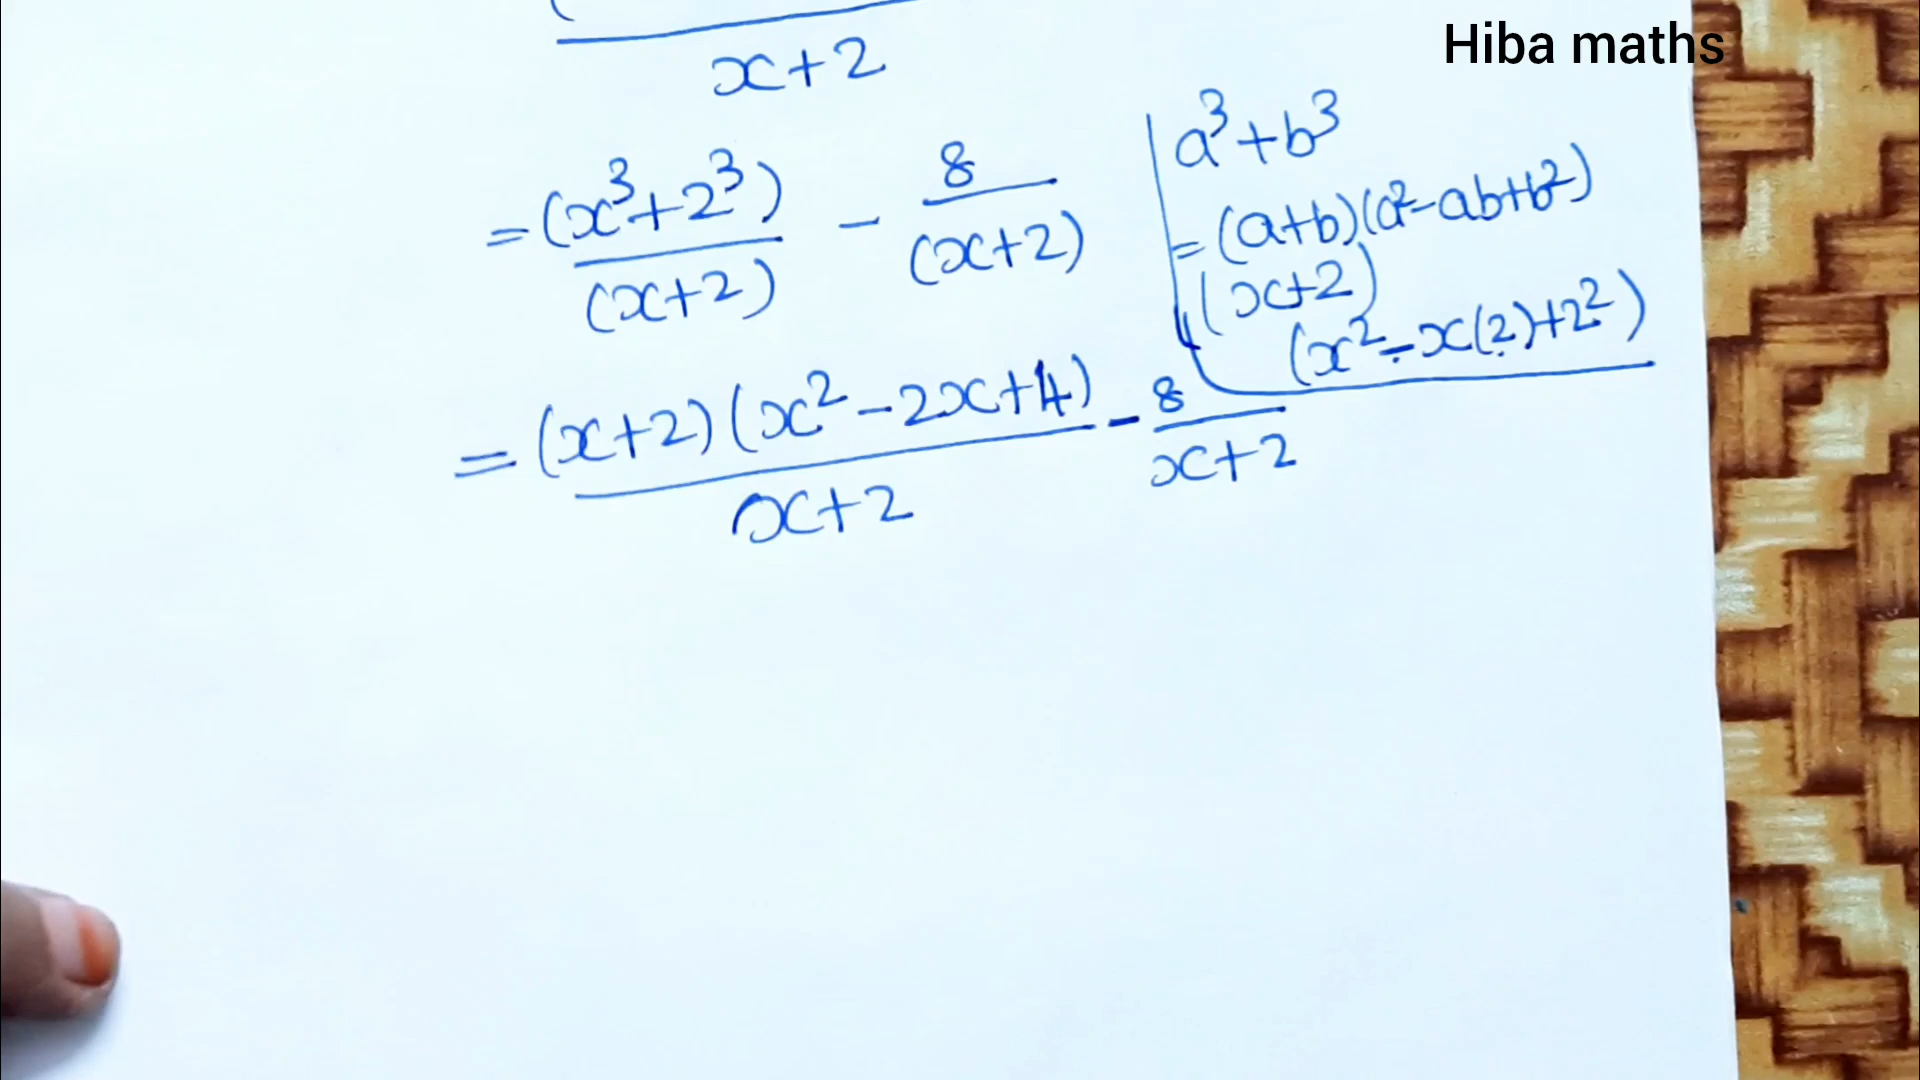 Hiba maths
x+2
= (x³+2³)/(x+2) - 8/(x+2)
a³+b³
= (a+b)(a²-ab+b²)
(x+2)
(x²-x(2)+2²)
= (x+2)(x²-2x+4)/x+2 - 8/x+2